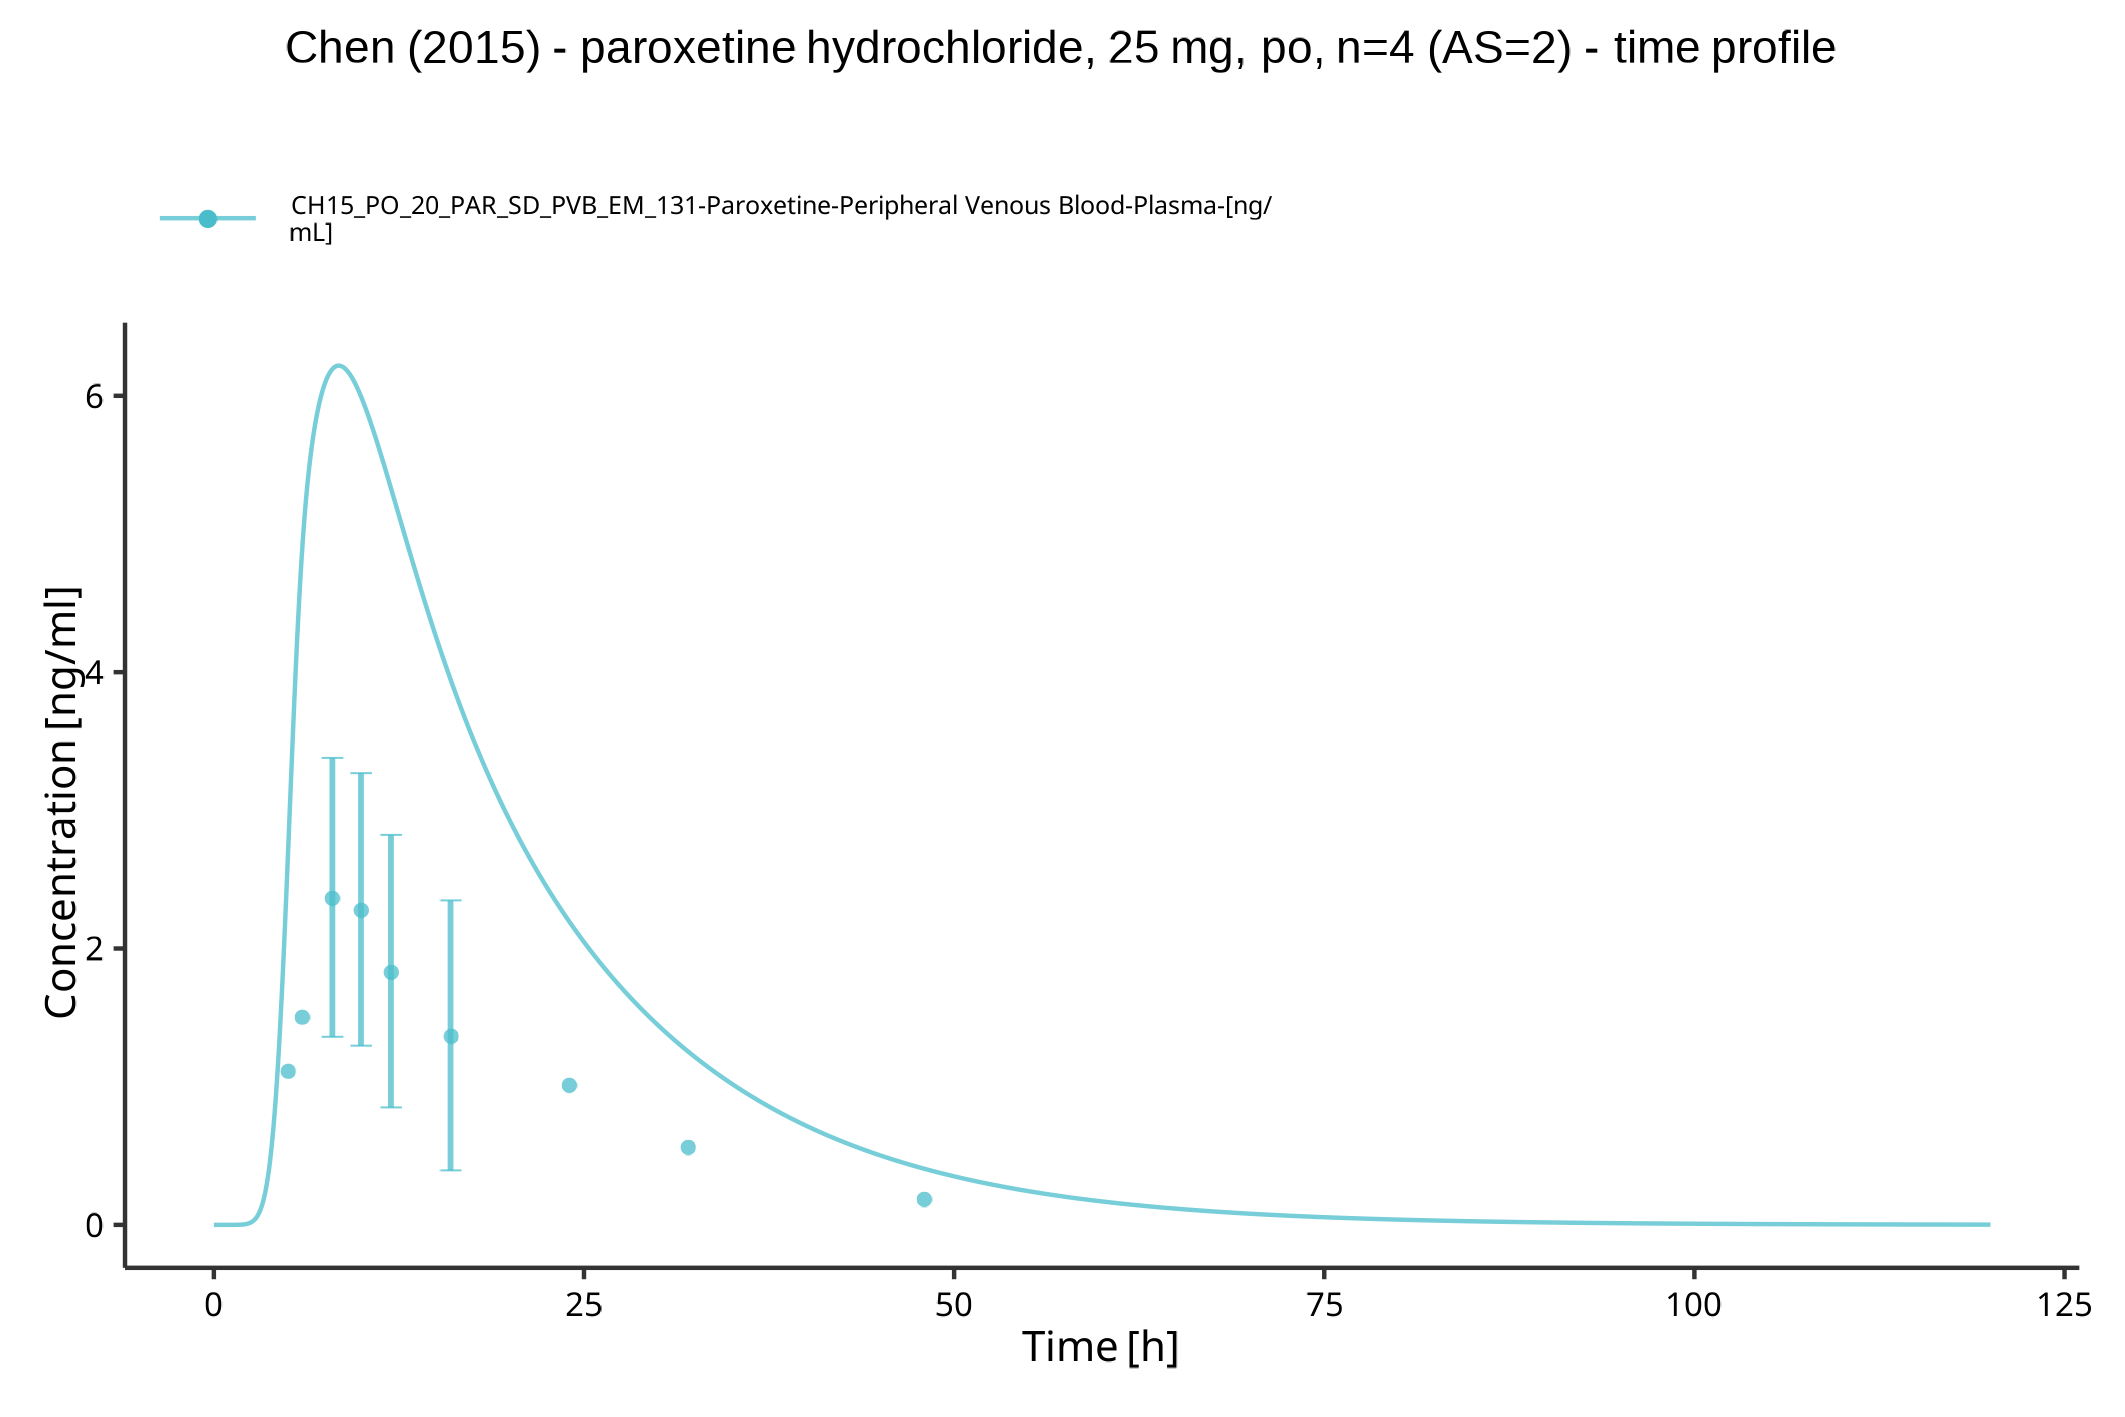 Chen (2015) - paroxetine hydrochloride, 25 mg, po, n=4 (AS=2) - time profile
CH15_PO_20_PAR_SD_PVB_EM_131-Paroxetine-Peripheral Venous Blood-Plasma-[ng/
mL]
Concentration [ng/ml]
6
4
2
0
0 25 50 75 100 125
Time [h]